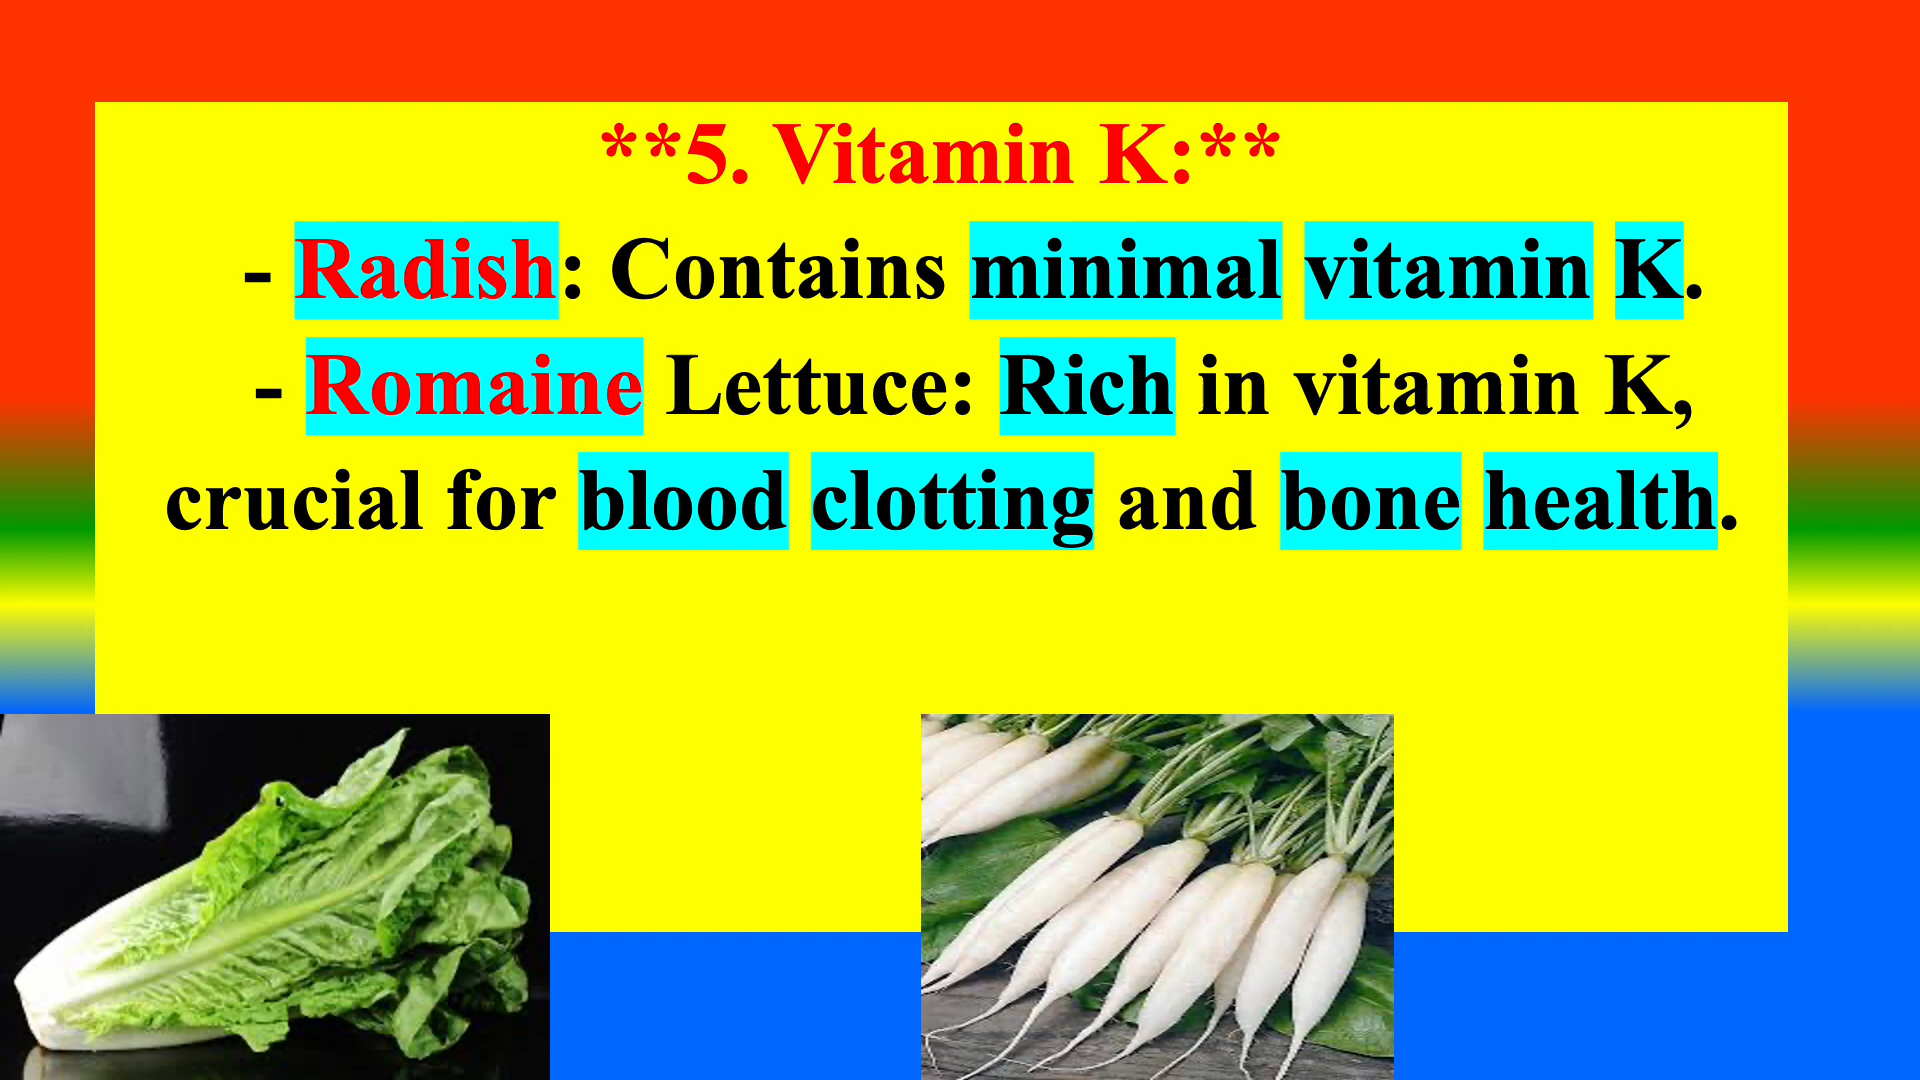 **5. Vitamin K:**
- Radish: Contains minimal vitamin K.
- Romaine Lettuce: Rich in vitamin K,
crucial for blood clotting and bone health.